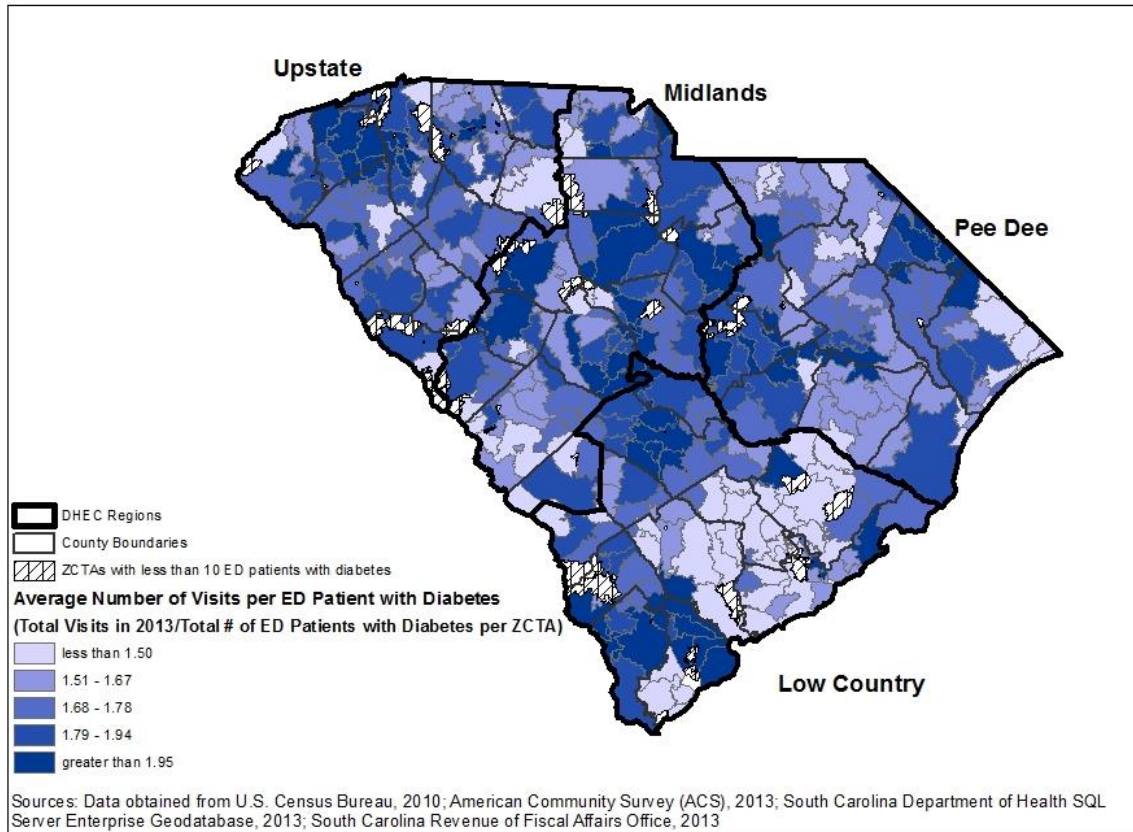 Upstate
Midlands
Pee Dee
Low Country
DHEC Regions
County Boundaries
ZCTAs with less than 10 ED patients with diabetes
Average Number of Visits per ED Patient with Diabetes
(Total Visits in 2013/Total # of ED Patients with Diabetes per ZCTA)
less than 1.50
1.51 - 1.67
1.68 - 1.78
1.79 - 1.94
greater than 1.95
Sources: Data obtained from U.S. Census Bureau, 2010; American Community Survey (ACS), 2013; South Carolina Department of Health SQL
Server Enterprise Geodatabase, 2013; South Carolina Revenue of Fiscal Affairs Office, 2013